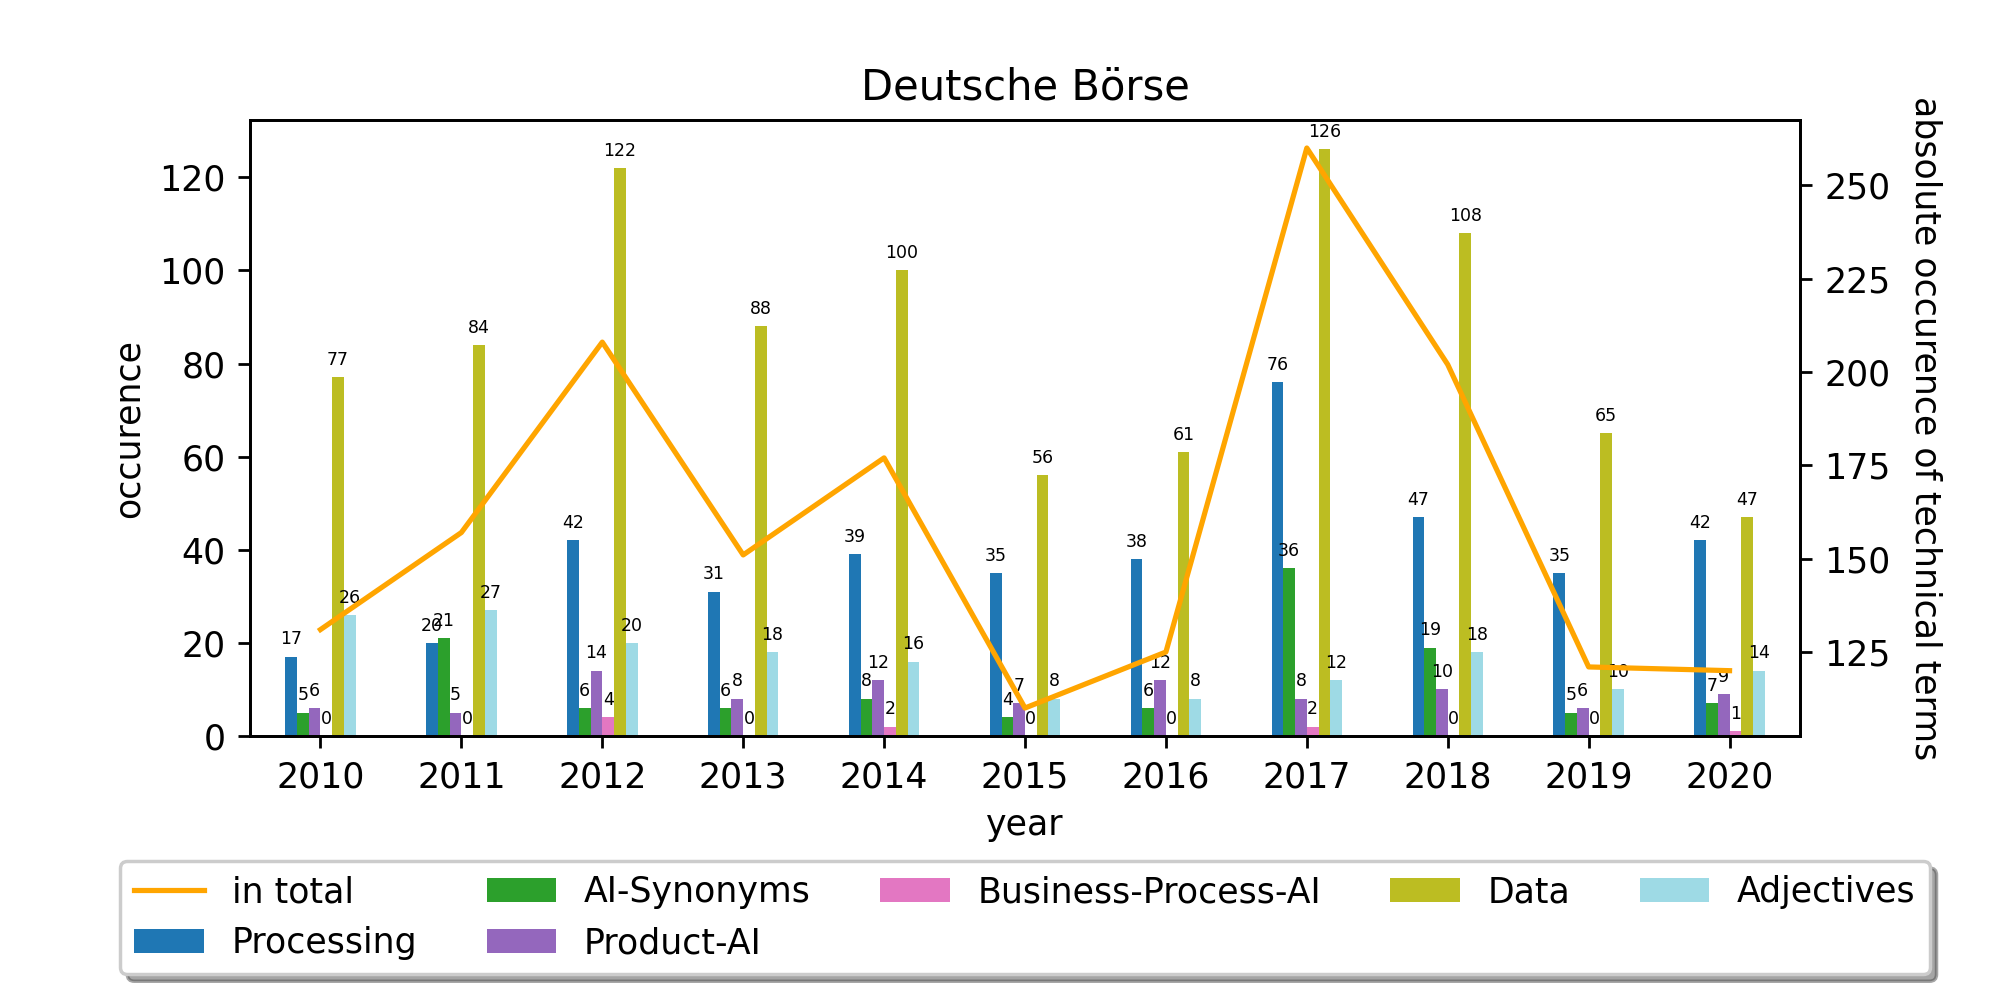 Deutsche Börse
occurence
120
100
80
60
40
20
0
17 5 6 0 77 26
20 21 5 0 84 27
42 6 14 4 122 20
31 6 8 0 88 18
39 8 12 2 100 16
35 4 7 0 56 8
38 6 12 0 61 8
76 36 8 2 126 12
47 19 10 0 108 18
35 5 6 0 65 10
42 7 9 1 47 14
250
225
200
175
150
125
absolute occurence of technical terms
2010 2011 2012 2013 2014 2015 2016 2017 2018 2019 2020
year
in total AI-Synonyms Business-Process-AI Data Adjectives
Processing Product-AI